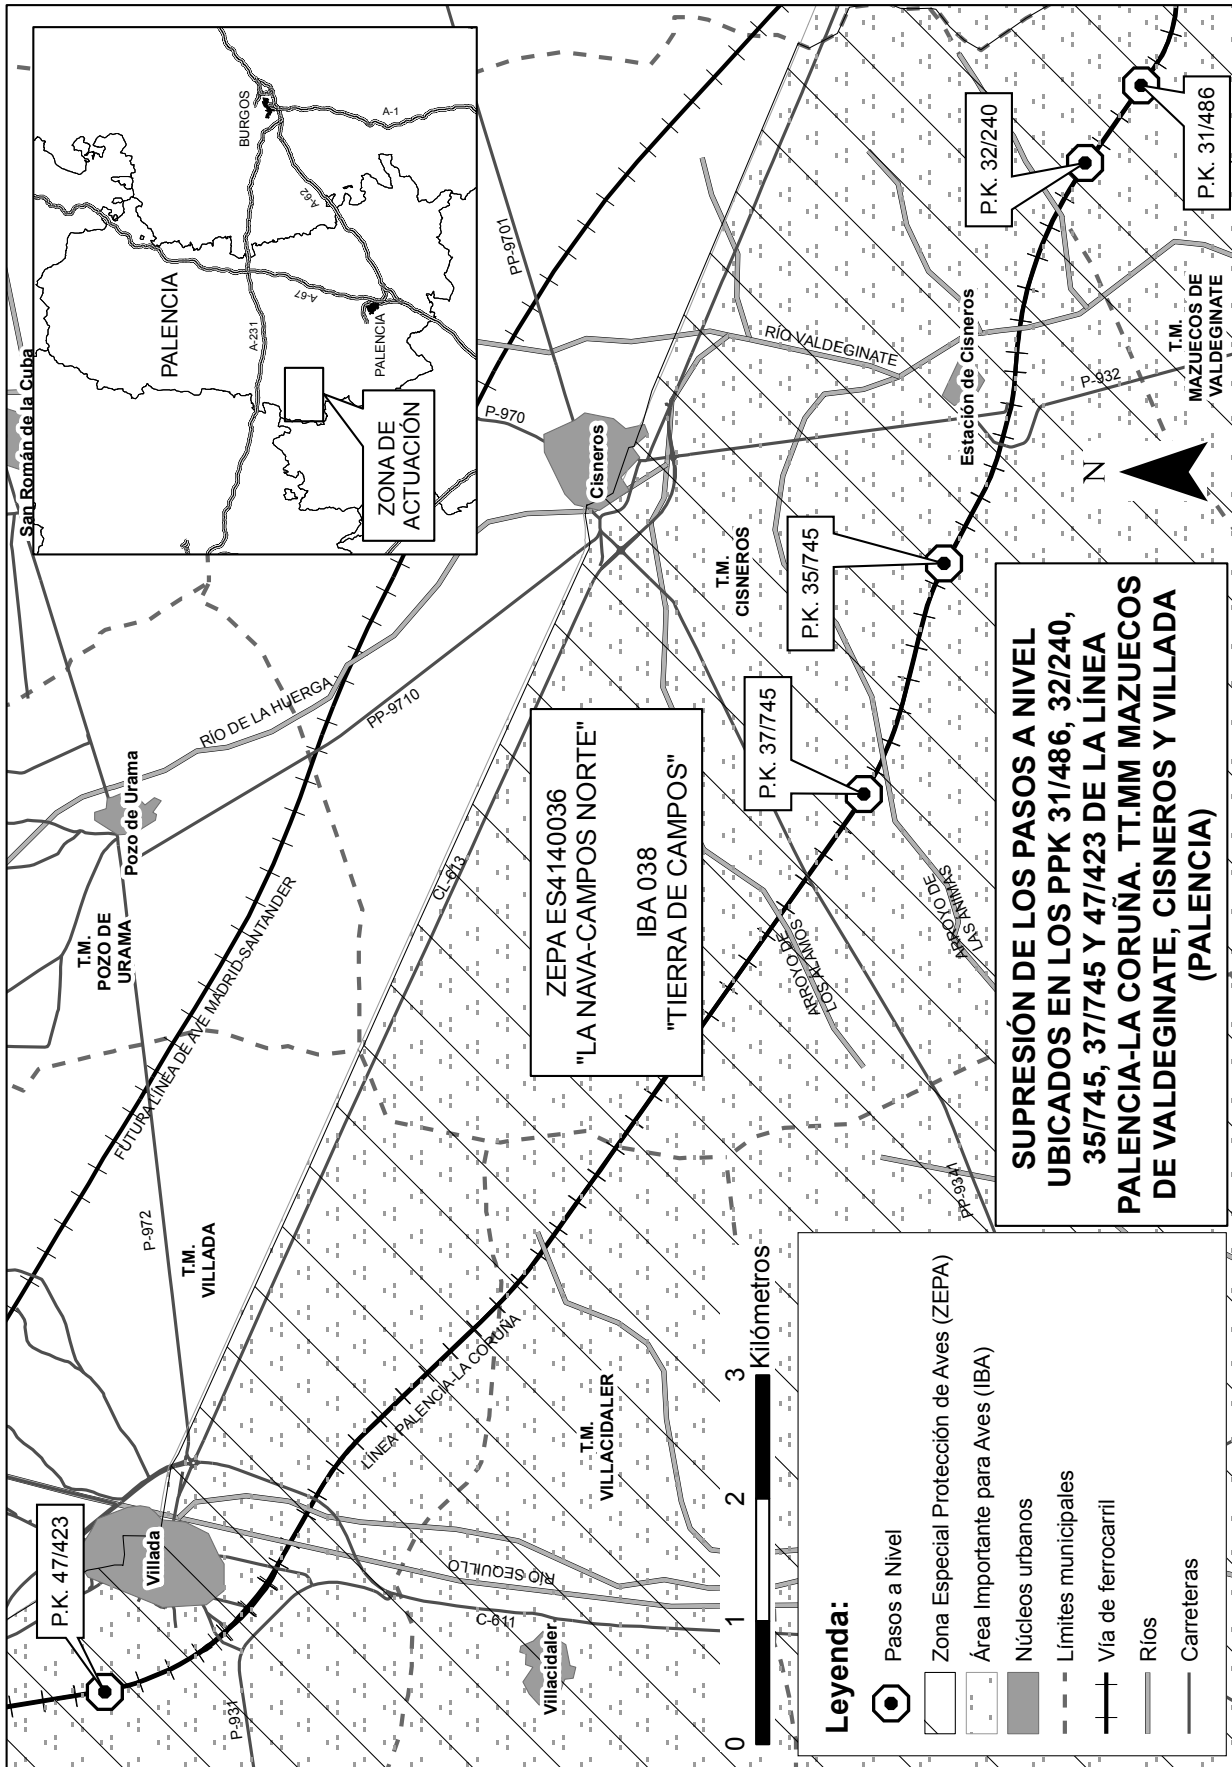 San Román de la Cuba
PALENCIA
BURGOS
A-1
A-62
A-67
A-231
PALENCIA
ZONA DE
ACTUACIÓN
P.K. 47/423
Villada
P-931
C-611
RÍO SEQUILLO
Villacidaler
T.M.
VILLADA
P-972
FUTURA LÍNEA DE AVE MADRID-SANTANDER
T.M.
POZO DE
URAMA
Pozo de Urama
RÍO DE LA HUERGA
PP-9710
CL-613
P-970
PP-9701
Cisneros
LÍNEA PALENCIA-LA CORUÑA
T.M.
VILLACIDALER
ZEPA ES4140036
"LA NAVA-CAMPOS NORTE"
IBA 038
"TIERRA DE CAMPOS"
T.M.
CISNEROS
RÍO VALDEGINATE
P.K. 37/745
P.K. 35/745
P.K. 32/240
P.K. 31/486
Estación de Cisneros
P-932
T.M.
MAZUECOS DE
VALDEGINATE
ARROYO DE
LOS ÁLAMOS
ARROYO DE
LAS ÁNIMAS
PP-9341
N
0 1 2 3
Kilómetros
Leyenda:
Pasos a Nivel
Zona Especial Protección de Aves (ZEPA)
Área Importante para Aves (IBA)
Núcleos urbanos
Límites municipales
Vía de ferrocarril
Ríos
Carreteras
SUPRESIÓN DE LOS PASOS A NIVEL
UBICADOS EN LOS PPK 31/486, 32/240,
35/745, 37/745 Y 47/423 DE LA LÍNEA
PALENCIA-LA CORUÑA. TT.MM MAZUECOS
DE VALDEGINATE, CISNEROS Y VILLADA
(PALENCIA)